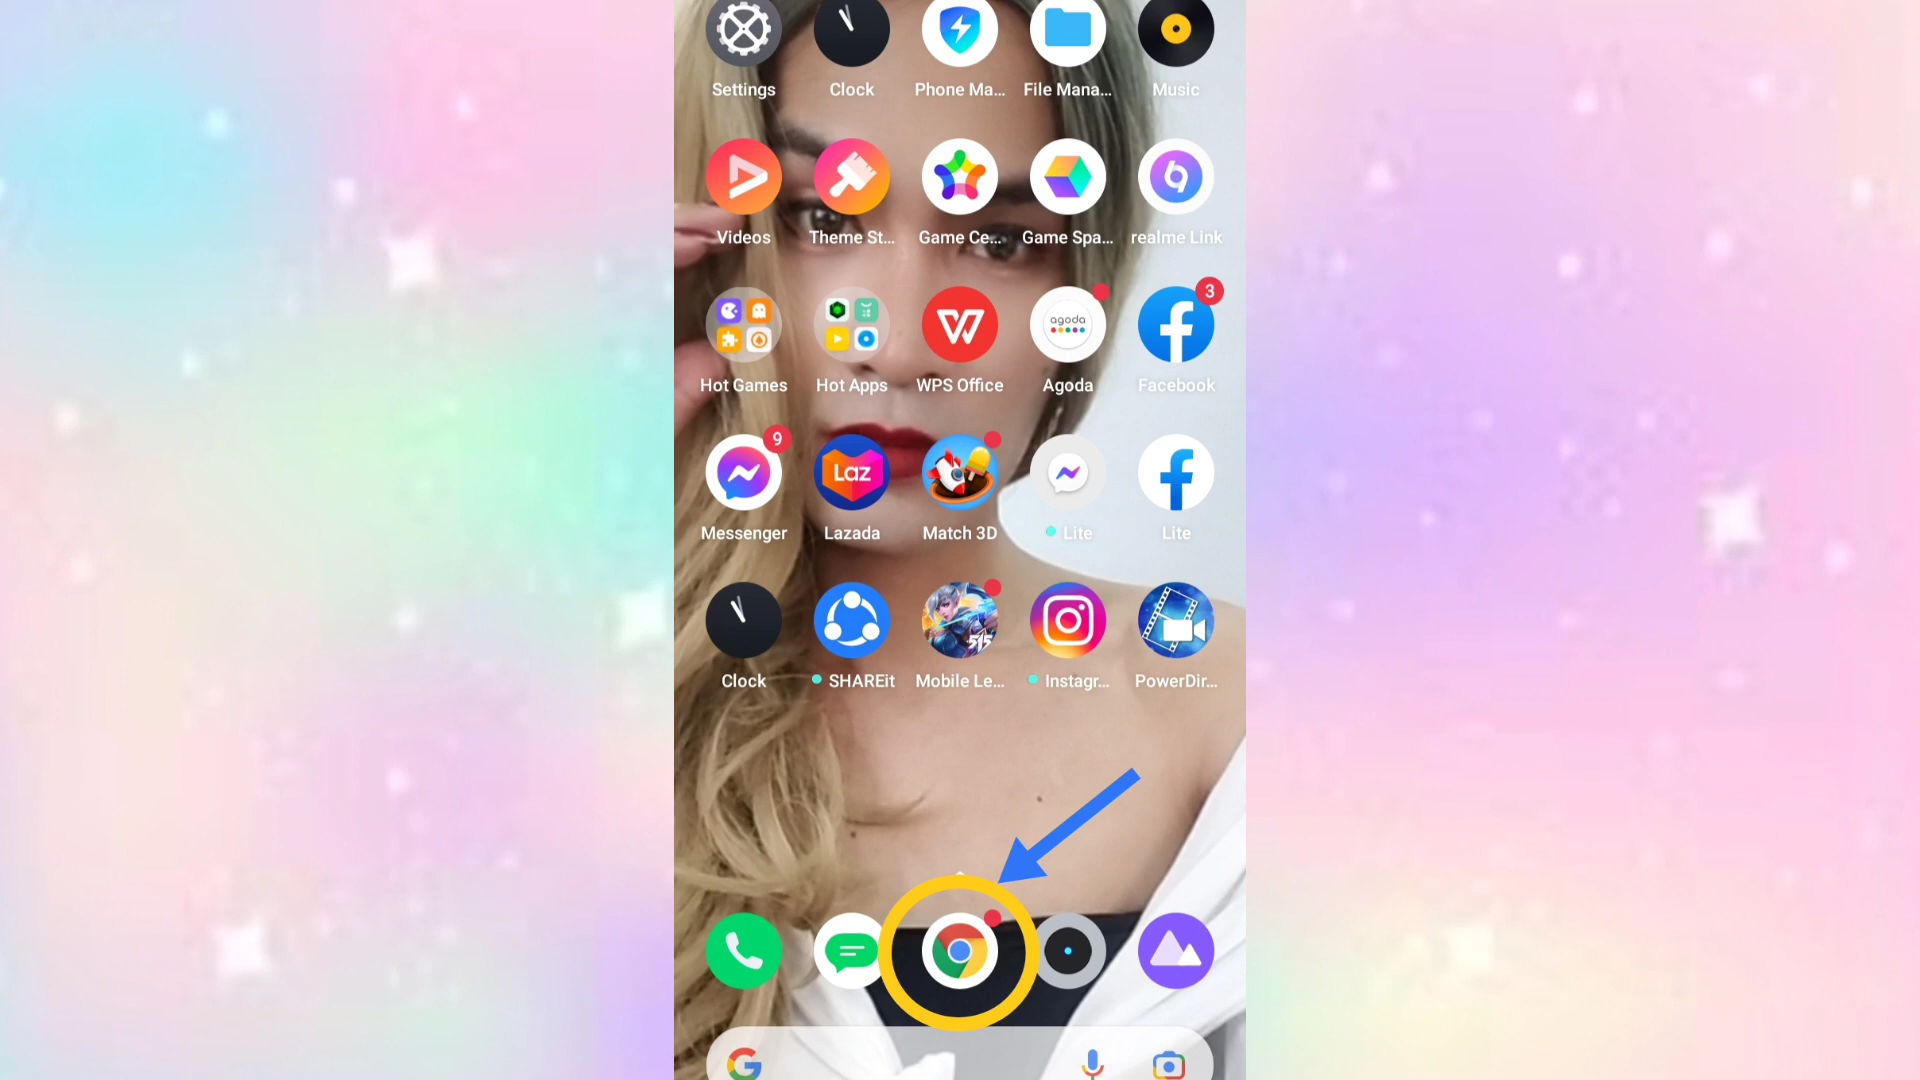 Settings Clock Phone Ma... File Mana... Music
Videos Theme St... Game Ce... Game Spa... realme Link
agoda
3
Hot Games Hot Apps WPS Office Agoda Facebook
9
Laz
Messenger Lazada Match 3D Lite Lite
515
Clock SHAREit Mobile Le... Instagr... PowerDir...